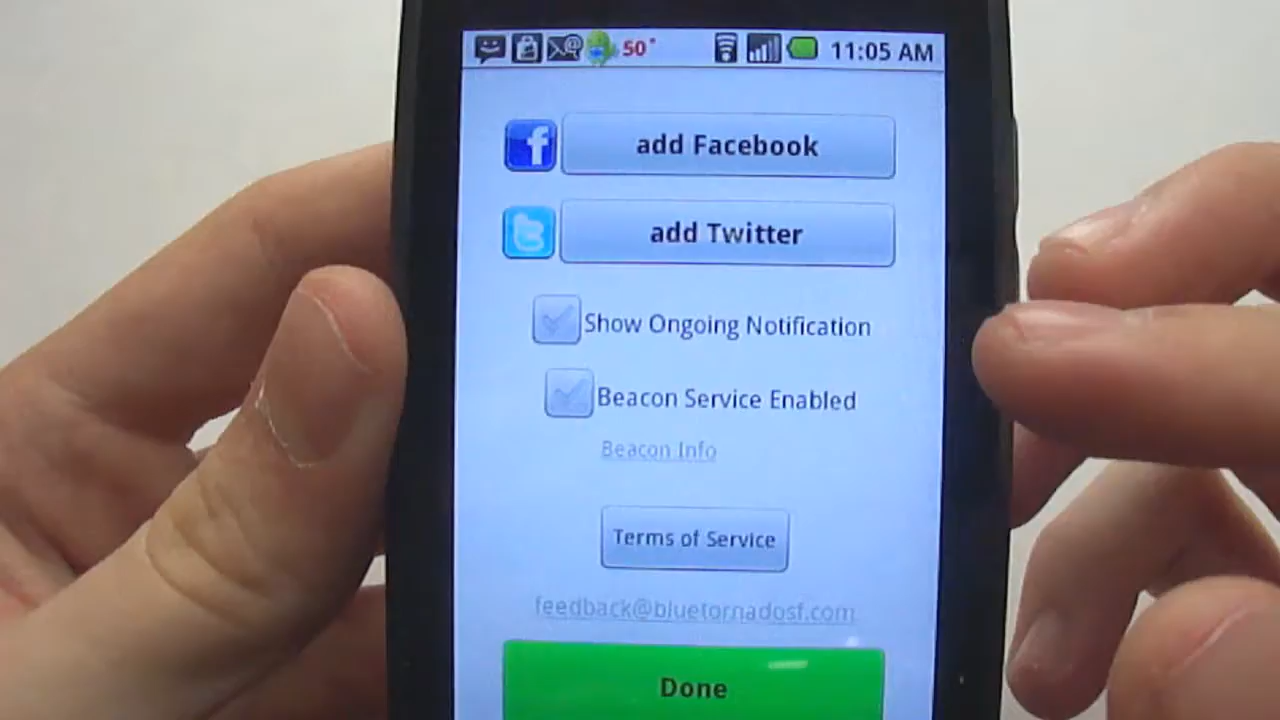 50° 11:05 AM
f add Facebook
t add Twitter
Show Ongoing Notification
Beacon Service Enabled
Beacon Info
Terms of Service
feedback@bluetornadosf.com
Done